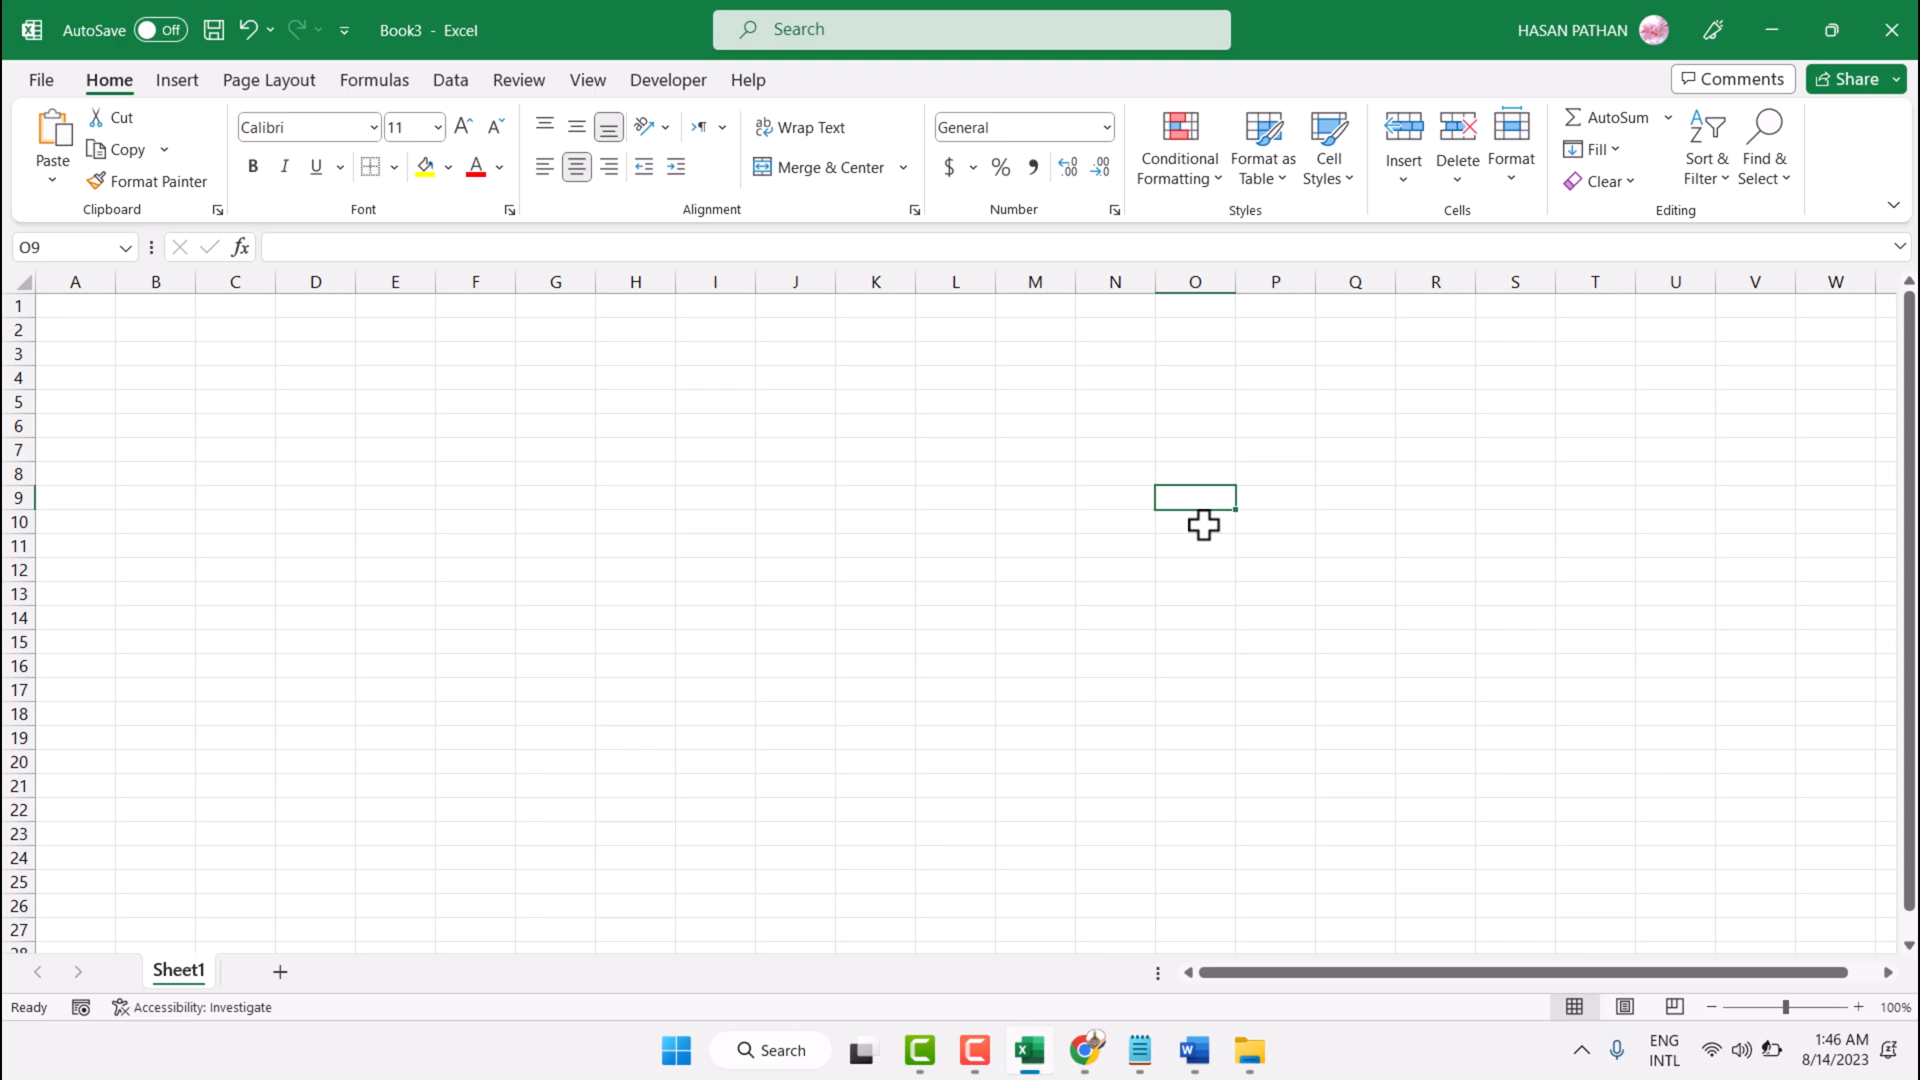 AutoSave Off Book3 - Excel Search HASAN PATHAN
File Home Insert Page Layout Formulas Data Review View Developer Help Comments Share
Paste
Cut
Copy
Format Painter
Clipboard
Calibri 11
B I U A
Font
Wrap Text
Merge & Center
Alignment
General
$ % 9
Number
Conditional Formatting
Format as Table
Cell Styles
Styles
Insert Delete Format
Cells
AutoSum
Fill
Clear
Sort & Filter
Find & Select
Editing
O9 fx
A B C D E F G H I J K L M N O P Q R S T U V W
1
2
3
4
5
6
7
8
9
10
11
12
13
14
15
16
17
18
19
20
21
22
23
24
25
26
27
28
Sheet1
Ready Accessibility: Investigate 100%
Search
ENG
INTL
1:46 AM
8/14/2023